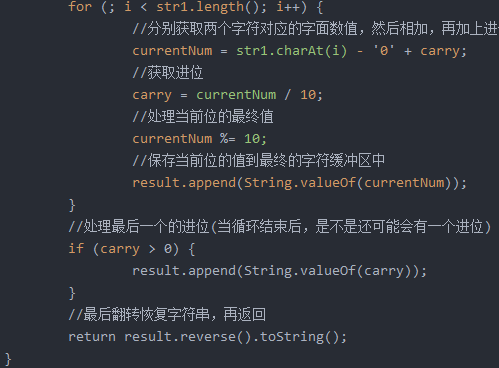 for (; i < str1.length(); i++) {
//分别获取两个字符对应的字面数值，然后相加，再加上进
currentNum = str1.charAt(i) - '0' + carry;
//获取进位
carry = currentNum / 10;
//处理当前位的最终值
currentNum %= 10;
//保存当前位的值到最终的字符缓冲区中
result.append(String.valueOf(currentNum));
}
//处理最后一个的进位(当循环结束后，是不是还可能会有一个进位)
if (carry > 0) {
result.append(String.valueOf(carry));
}
//最后翻转恢复字符串，再返回
return result.reverse().toString();
}